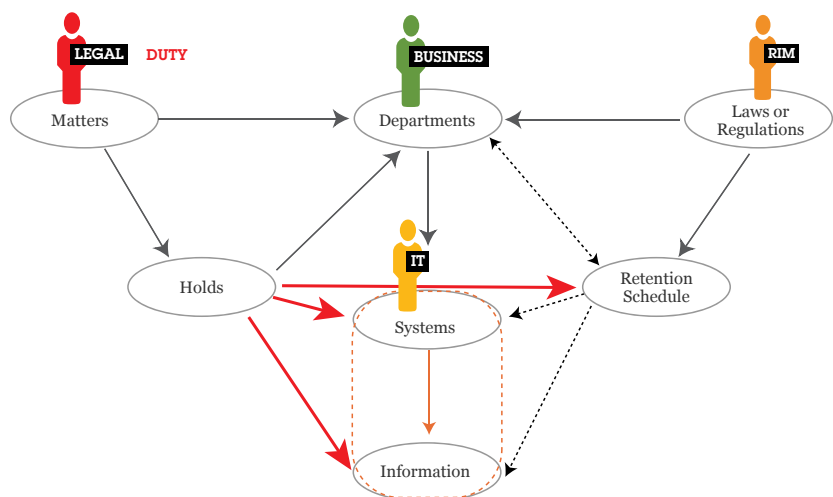 LEGAL DUTY
BUSINESS
RIM
Matters
Departments
Laws or
Regulations
IT
Holds
Retention
Schedule
Systems
Information